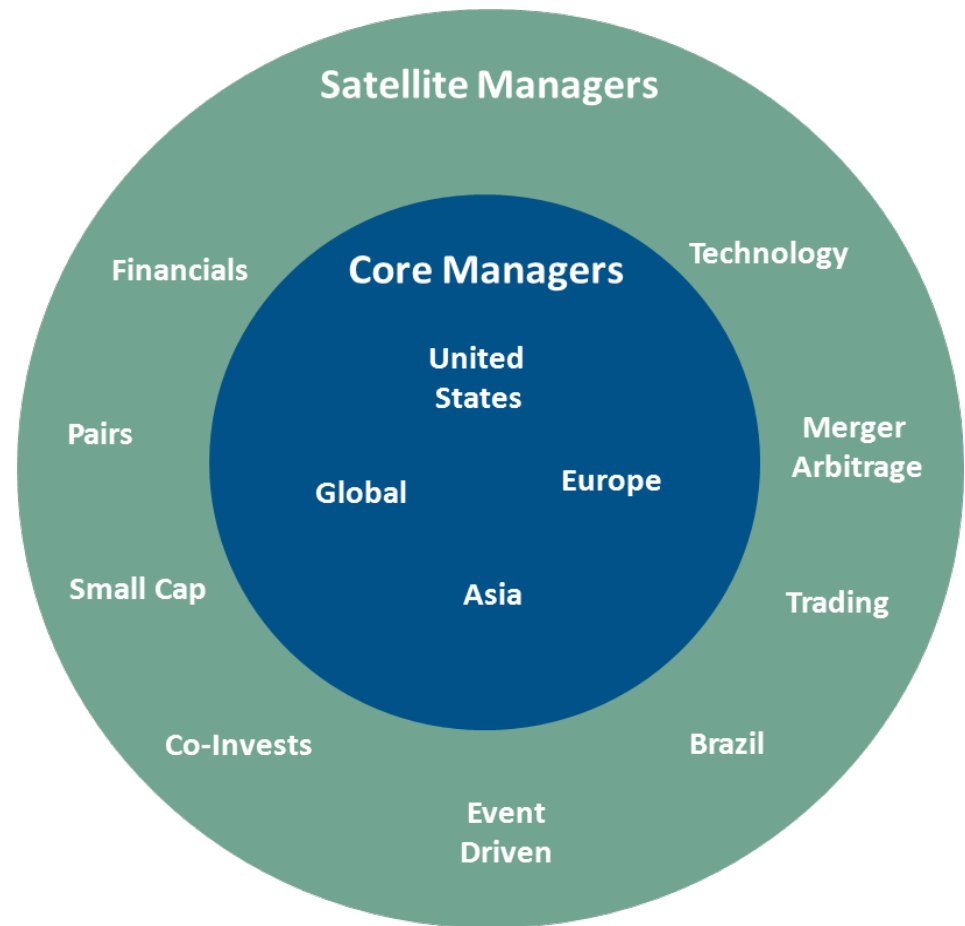 Satellite Managers
Financials
Technology
Core Managers
United
States
Pairs
Merger
Arbitrage
Global
Europe
Small Cap
Asia
Trading
Co-Invests
Brazil
Event
Driven